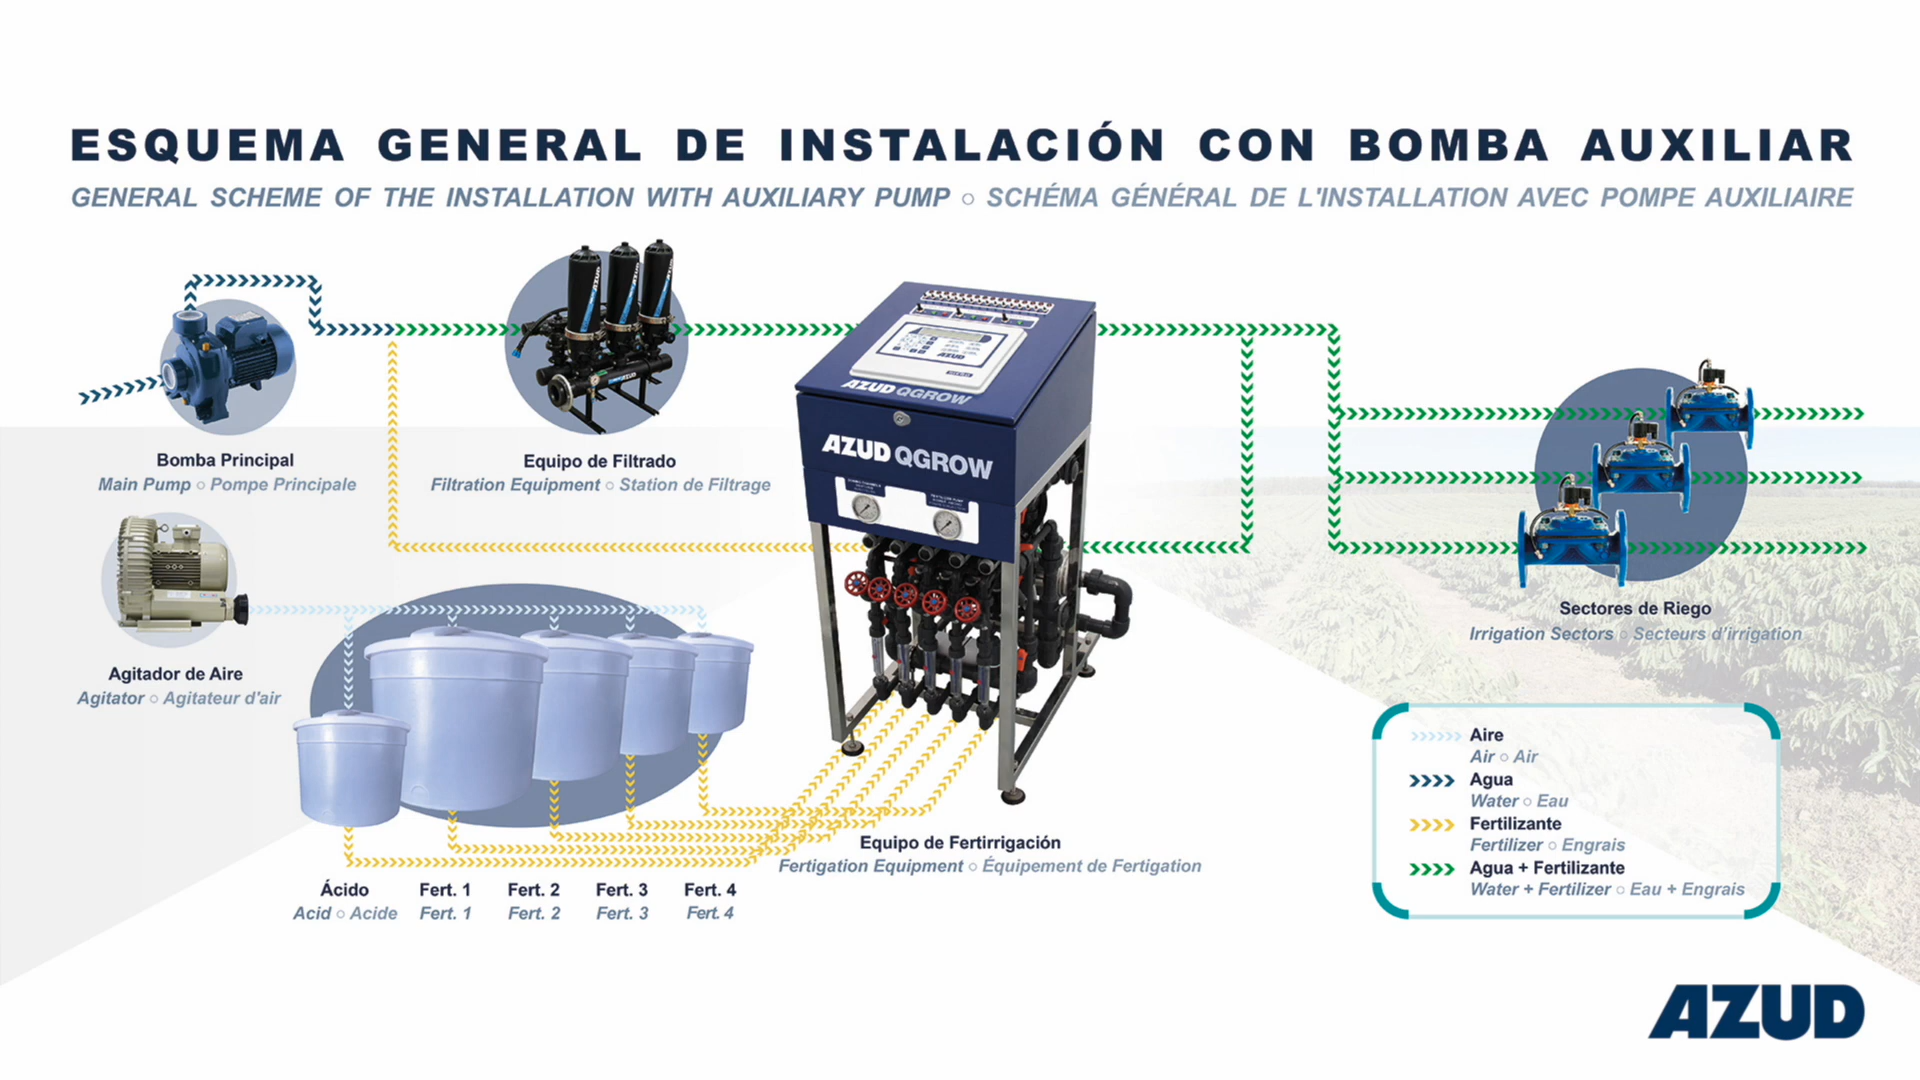 ESQUEMA GENERAL DE INSTALACIÓN CON BOMBA AUXILIAR
GENERAL SCHEME OF THE INSTALLATION WITH AUXILIARY PUMP ○ SCHÉMA GÉNÉRAL DE L'INSTALLATION AVEC POMPE AUXILIAIRE
Bomba Principal
Main Pump ○ Pompe Principale
Equipo de Filtrado
Filtration Equipment ○ Station de Filtrage
AZUD
AZUD
AZUD
AZUD
AZUD
AZUD QGROW
AZUD QGROW
Agitador de Aire
Agitator ○ Agitateur d'air
Sectores de Riego
Irrigation Sectors ○ Secteurs d'irrigation
Aire
Air ○ Air
Agua
Water ○ Eau
Fertilizante
Fertilizer ○ Engrais
Agua + Fertilizante
Water + Fertilizer ○ Eau + Engrais
Equipo de Fertirrigación
Fertigation Equipment ○ Équipement de Fertigation
Ácido Fert. 1 Fert. 2 Fert. 3 Fert. 4
Acid ○ Acide Fert. 1 Fert. 2 Fert. 3 Fert. 4
AZUD